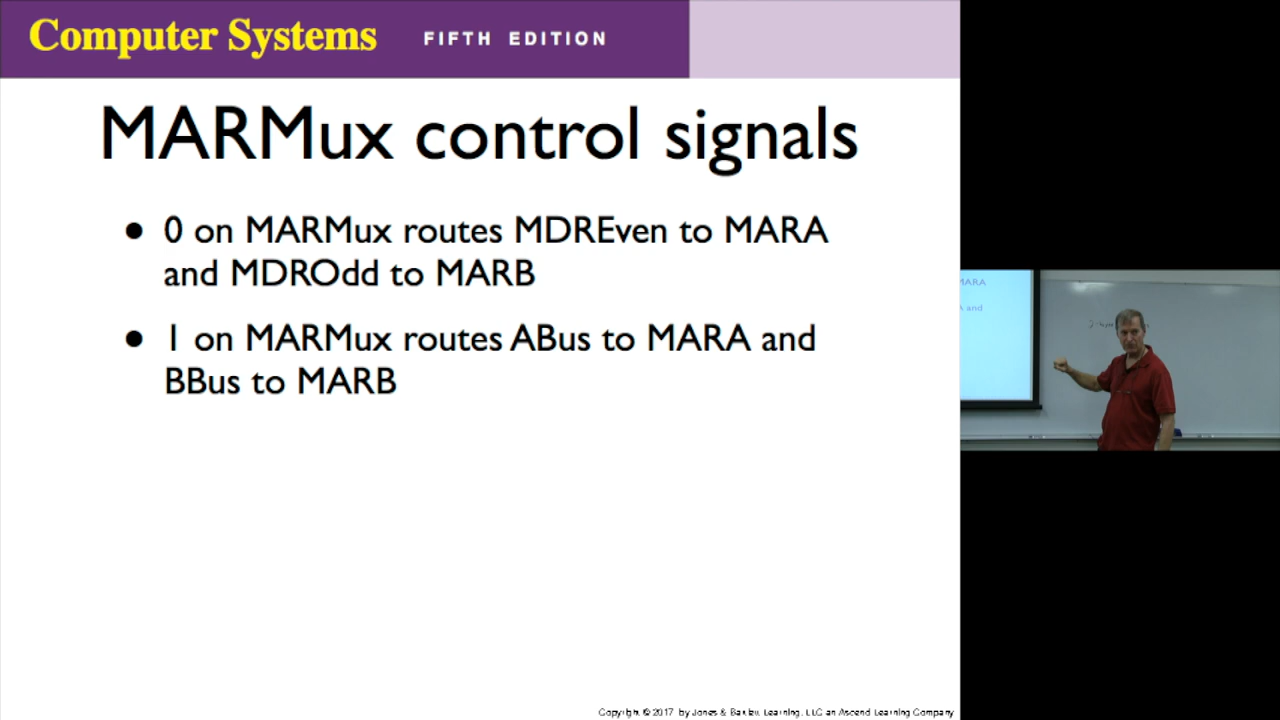 Computer Systems FIFTH EDITION
MARMux control signals
• 0 on MARMux routes MDREven to MARA
and MDROdd to MARB
• 1 on MARMux routes ABus to MARA and
BBus to MARB
Copyright © 2017 by Jones & Bartlett Learning, LLC an Ascend Learning Company
MARA
and